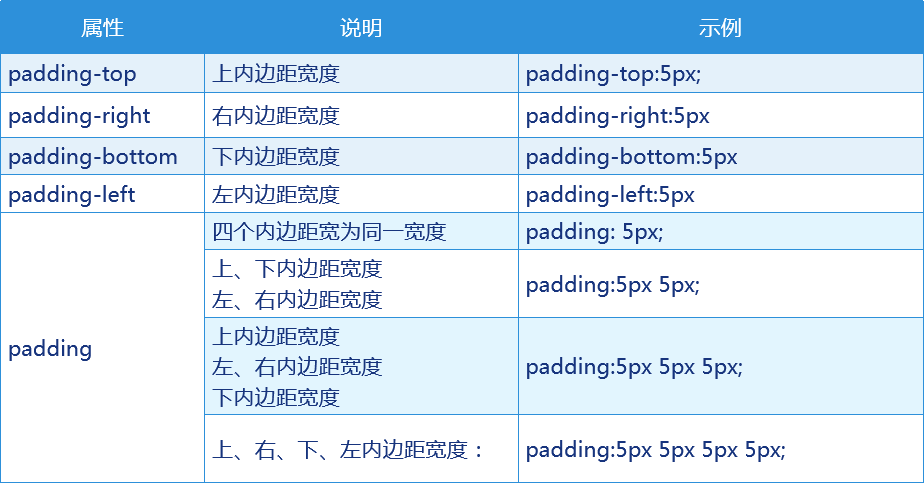 属性 说明 示例
padding-top 上内边距宽度 padding-top:5px;
padding-right 右内边距宽度 padding-right:5px
padding-bottom 下内边距宽度 padding-bottom:5px
padding-left 左内边距宽度 padding-left:5px
padding
四个内边距宽为同一宽度 padding: 5px;
上、下内边距宽度
左、右内边距宽度
padding:5px 5px;
上内边距宽度
左、右内边距宽度
下内边距宽度
padding:5px 5px 5px;
上、右、下、左内边距宽度： padding:5px 5px 5px 5px;